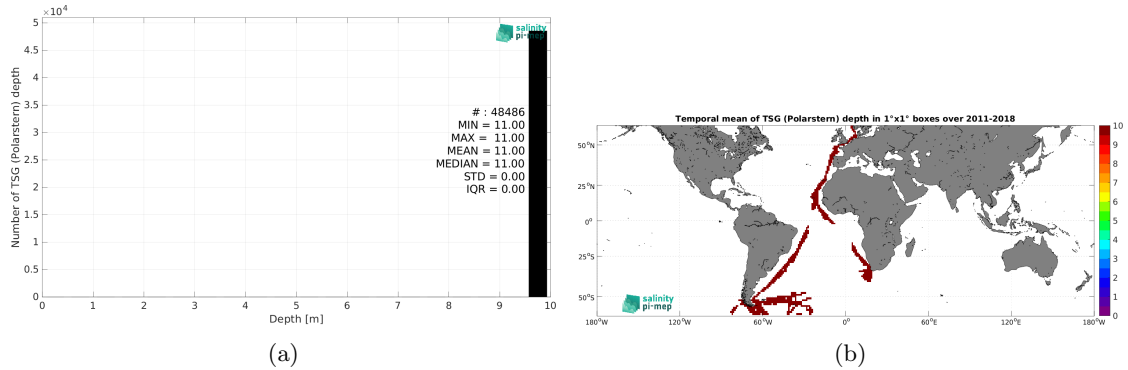 Number of TSG (Polarstern) depth
×10⁴
5
4.5
4
3.5
3
2.5
2
1.5
1
0.5
0
salinity
pi-mep
# : 48486
MIN = 11.00
MAX = 11.00
MEAN = 11.00
MEDIAN = 11.00
STD = 0.00
IQR = 0.00
0 1 2 3 4 5 6 7 8 9 10
Depth [m]
(a)
Temporal mean of TSG (Polarstern) depth in 1°x1° boxes over 2011-2018
50°N
25°N
0°
25°S
50°S
salinity
pi-mep
180°W 120°W 60°W 0° 60°E 120°E 180°W
10
9
8
7
6
5
4
3
2
1
0
(b)